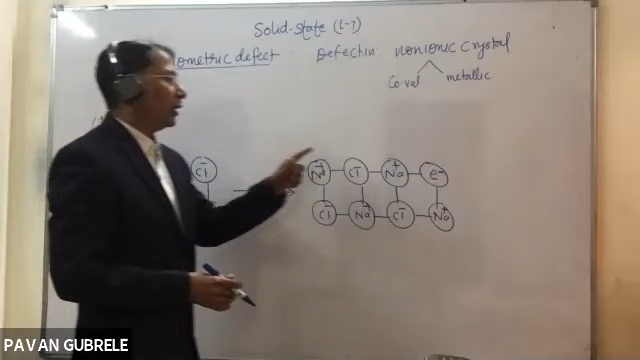 Solid-State (L-7)
ometric defect Defect in nonionic crystal
Co.val metallic
Cl⁻
Na⁺ Cl⁻ Na⁺ e⁻
Cl⁻ Na⁺ Cl⁻ Na⁺
PAVAN GUBRELE